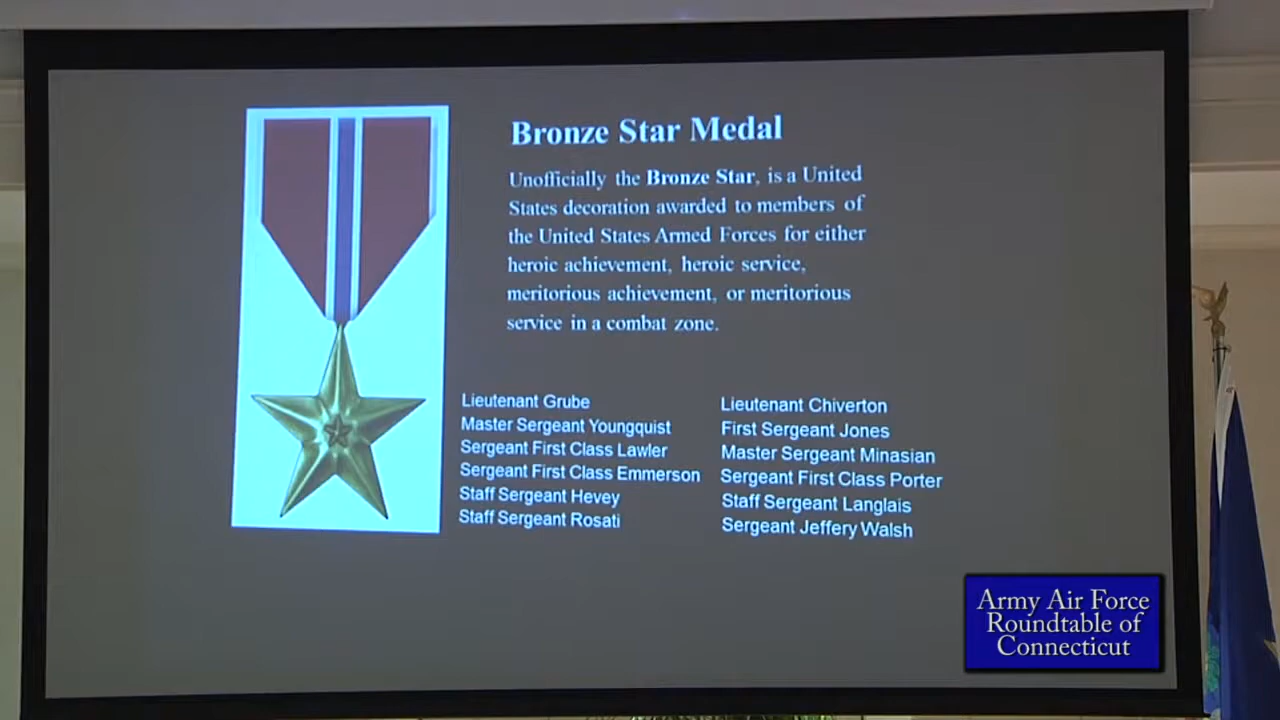 Bronze Star Medal
Unofficially the Bronze Star, is a United
States decoration awarded to members of
the United States Armed Forces for either
heroic achievement, heroic service,
meritorious achievement, or meritorious
service in a combat zone.
Lieutenant Grube
Master Sergeant Youngquist
Sergeant First Class Lawler
Sergeant First Class Emmerson
Staff Sergeant Hevey
Staff Sergeant Rosati
Lieutenant Chiverton
First Sergeant Jones
Master Sergeant Minasian
Sergeant First Class Porter
Staff Sergeant Langlais
Sergeant Jeffery Walsh
Army Air Force
Roundtable of
Connecticut